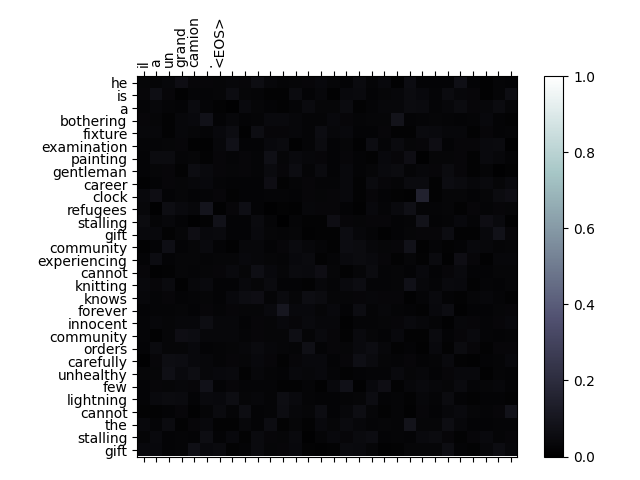 il
a
un
grand
camion
.
<EOS>
he
is
a
bothering
fixture
examination
painting
gentleman
career
clock
refugees
stalling
gift
community
experiencing
cannot
knitting
knows
forever
innocent
community
orders
carefully
unhealthy
few
lightning
cannot
the
stalling
gift
1.0
0.8
0.6
0.4
0.2
0.0